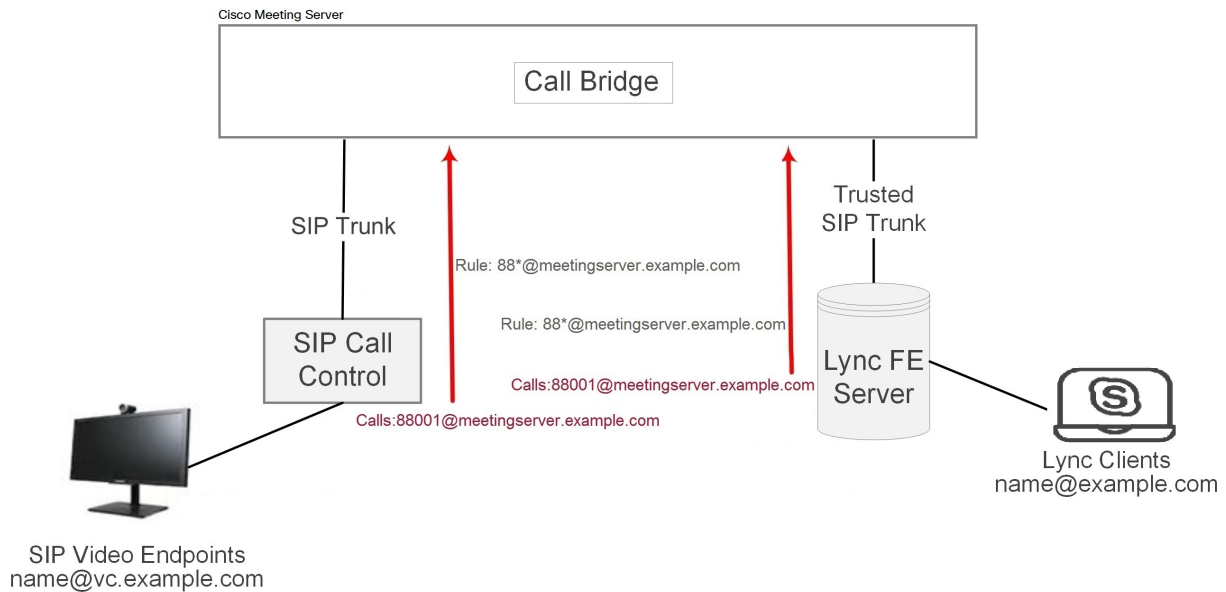 Cisco Meeting Server
Call Bridge
SIP Trunk
Trusted
SIP Trunk
Rule: 88*@meetingserver.example.com
Rule: 88*@meetingserver.example.com
SIP Call
Control
Lync FE
Server
Calls:88001@meetingserver.example.com
Calls:88001@meetingserver.example.com
S
Lync Clients
name@example.com
SIP Video Endpoints
name@vc.example.com